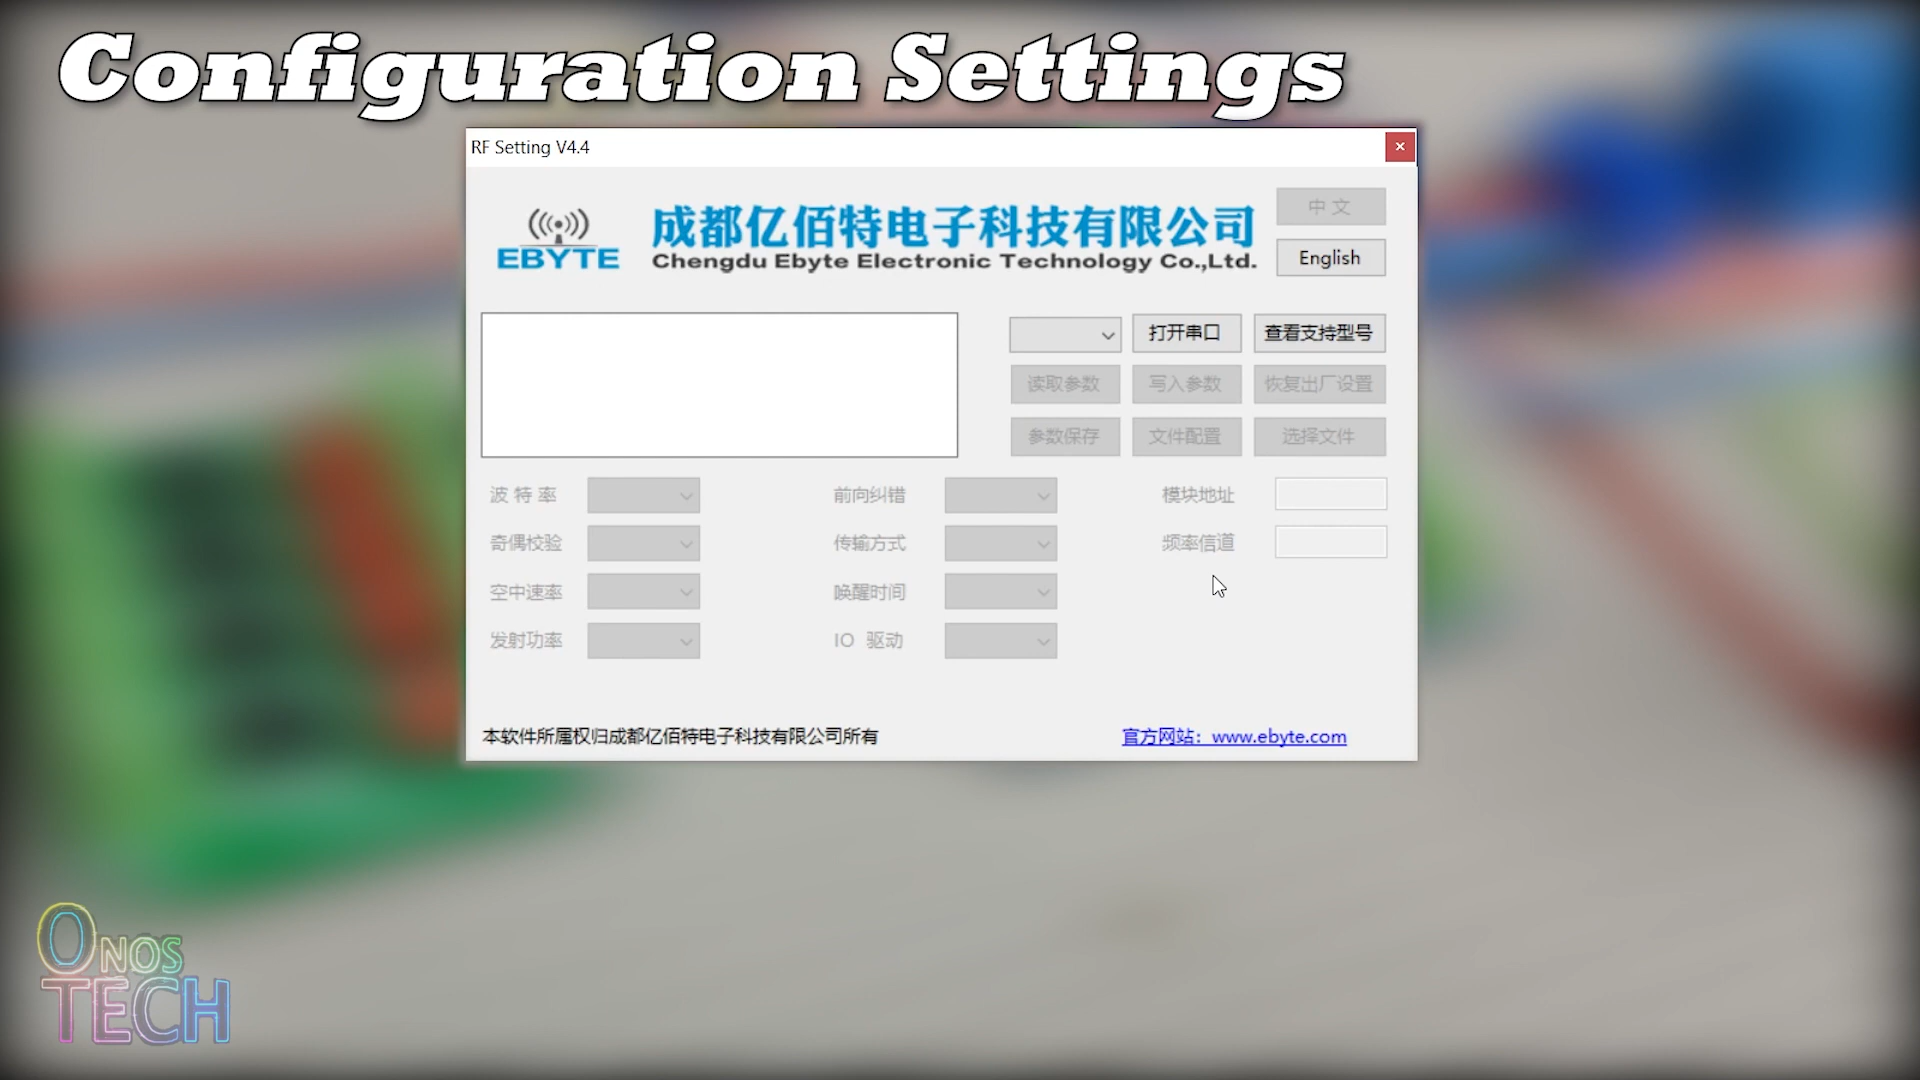 Configuration Settings
RF Setting V4.4
EBYTE
成都亿佰特电子科技有限公司
Chengdu Ebyte Electronic Technology Co.,Ltd.
中 文
English
打开串口 查看支持型号
读取参数 写入参数 恢复出厂设置
参数保存 文件配置 选择文件
波 特 率 前向纠错 模块地址
奇偶校验 传输方式 频率信道
空中速率 唤醒时间
发射功率 IO 驱动
本软件所属权归成都亿佰特电子科技有限公司所有 官方网站：www.ebyte.com
ONOS
TECH